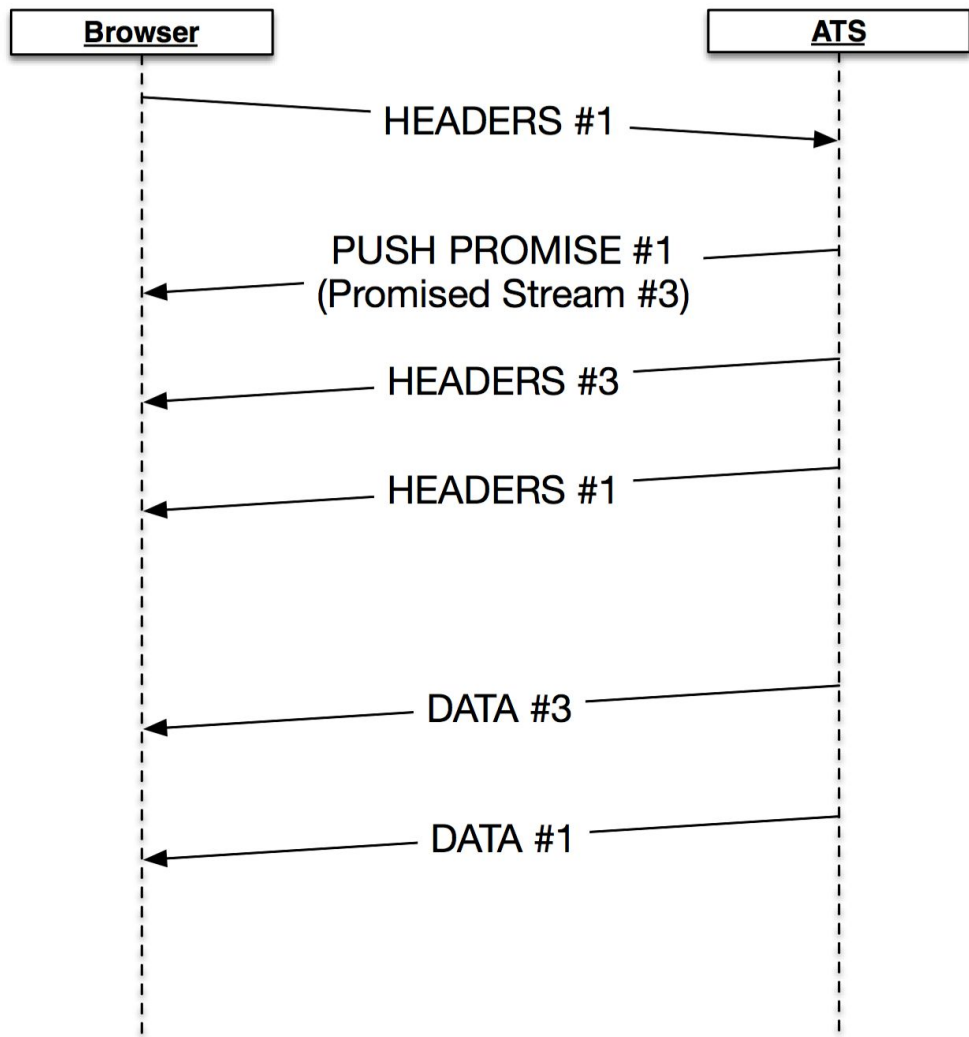 Browser
ATS
HEADERS #1
PUSH PROMISE #1
(Promised Stream #3)
HEADERS #3
HEADERS #1
DATA #3
DATA #1